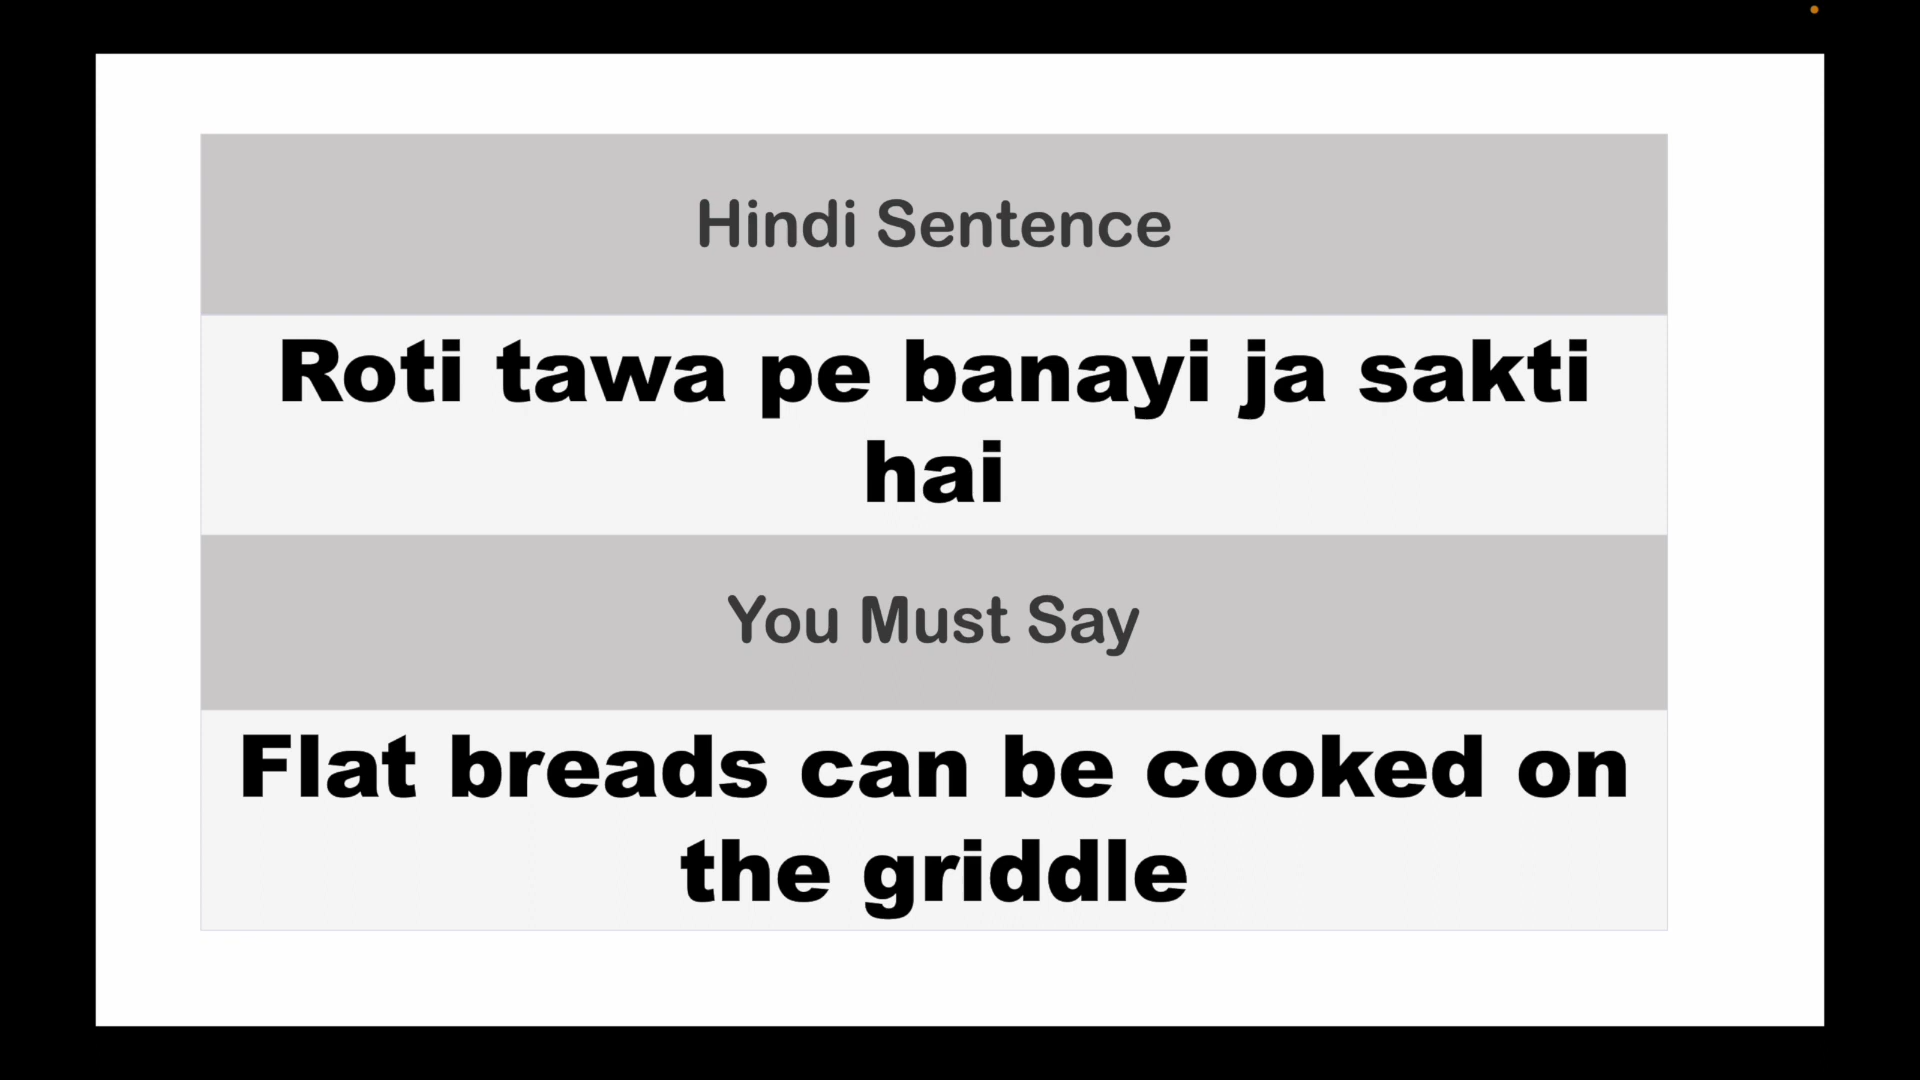 Hindi Sentence
Roti tawa pe banayi ja sakti
hai
You Must Say
Flat breads can be cooked on
the griddle